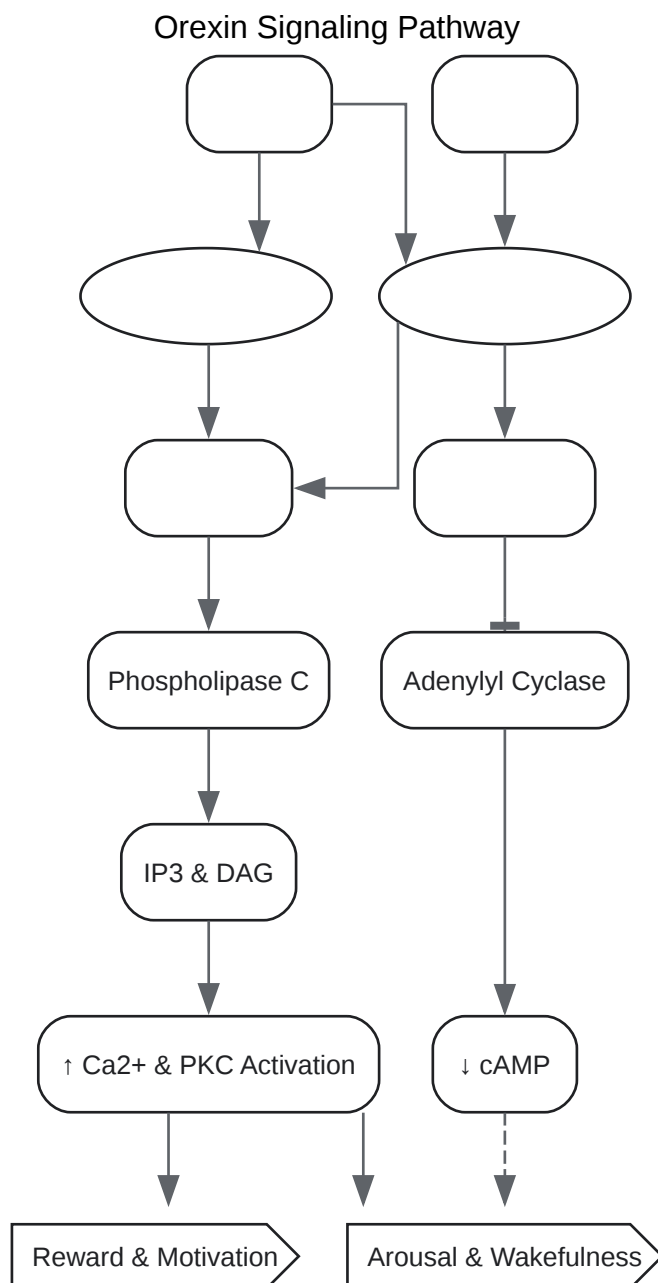 Orexin Signaling Pathway
Phospholipase C
Adenylyl Cyclase
IP3 & DAG
↑ Ca2+ & PKC Activation
↓ cAMP
Reward & Motivation
Arousal & Wakefulness